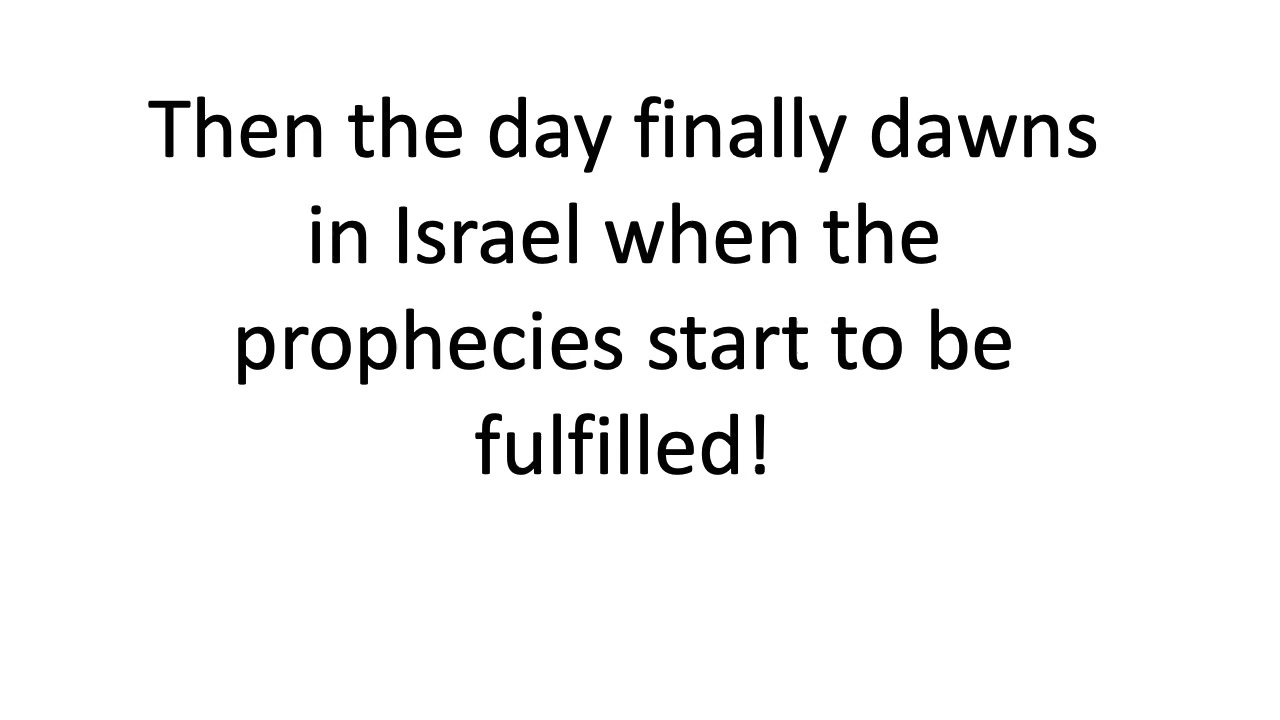 Then the day finally dawns
in Israel when the
prophecies start to be
fulfilled!